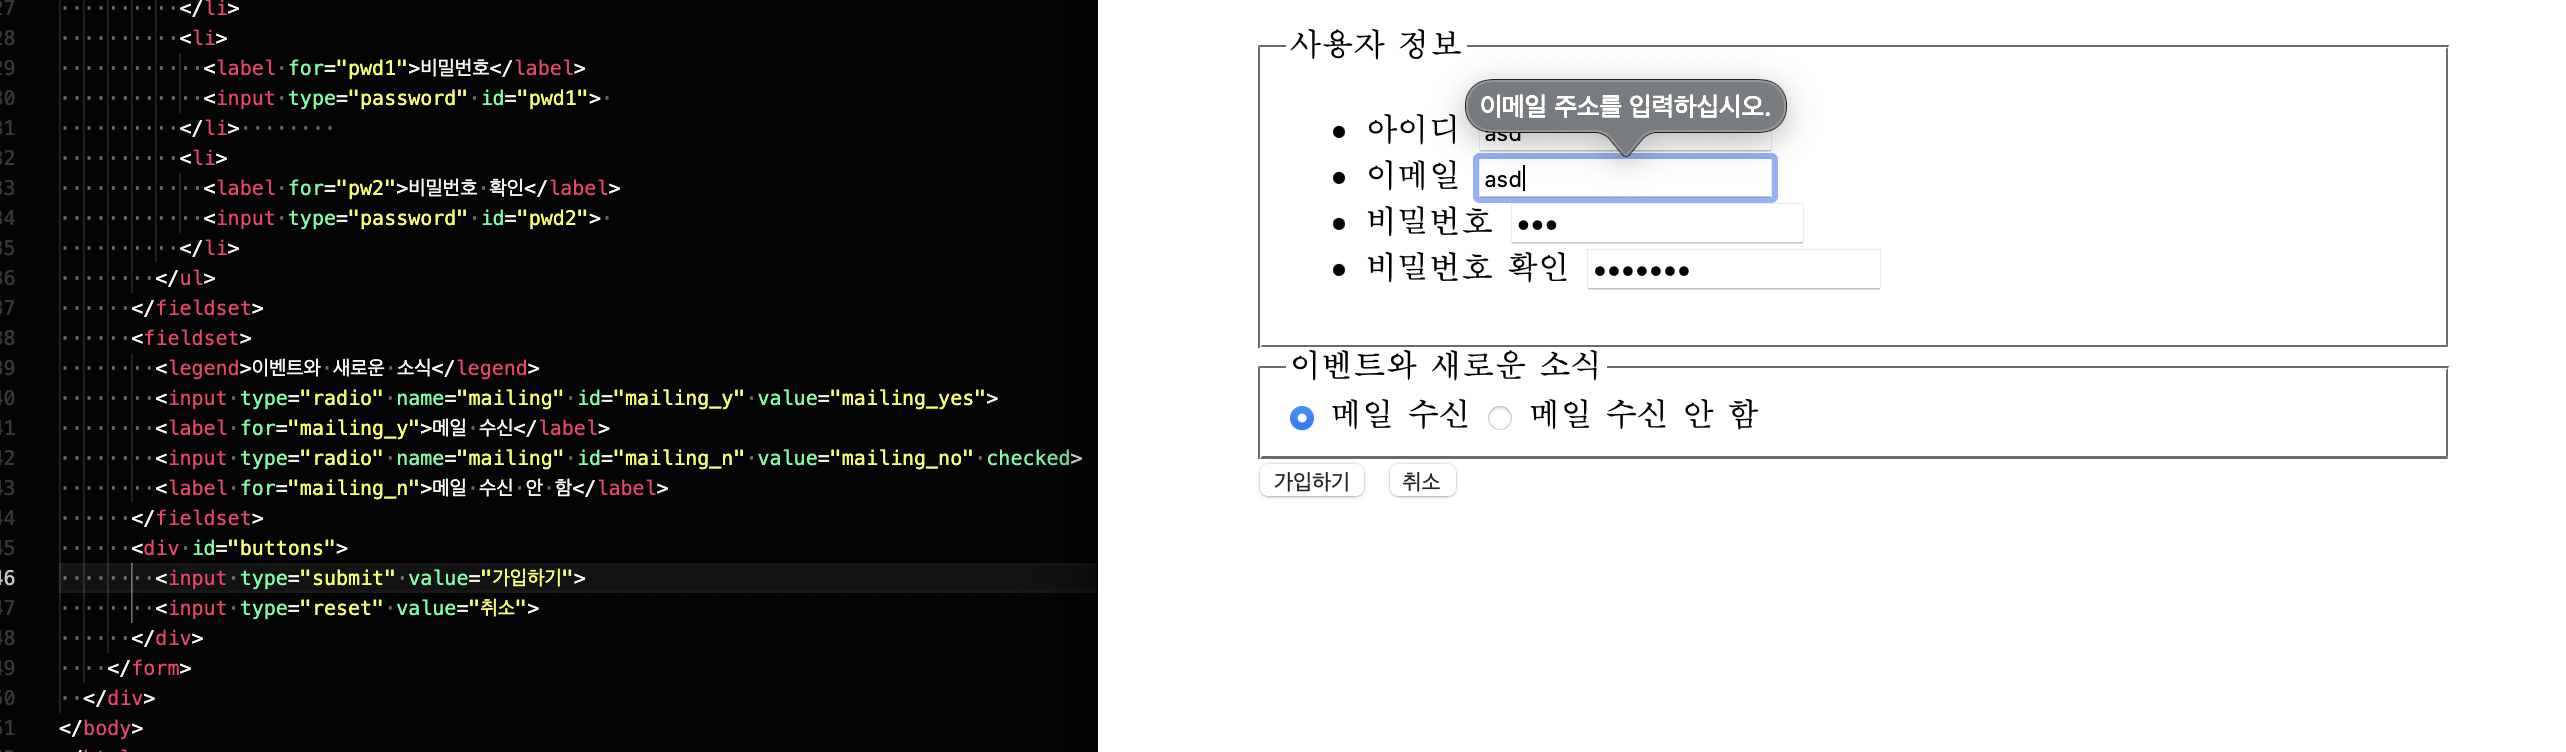 27 </li>
28 <li>
29 <label for="pwd1">비밀번호</label>
30 <input type="password" id="pwd1">
31 </li>
32 <li>
33 <label for="pw2">비밀번호 확인</label>
34 <input type="password" id="pwd2">
35 </li>
36 </ul>
37 </fieldset>
38 <fieldset>
39 <legend>이벤트와 새로운 소식</legend>
40 <input type="radio" name="mailing" id="mailing_y" value="mailing_yes">
41 <label for="mailing_y">메일 수신</label>
42 <input type="radio" name="mailing" id="mailing_n" value="mailing_no" checked>
43 <label for="mailing_n">메일 수신 안 함</label>
44 </fieldset>
45 <div id="buttons">
46 <input type="submit" value="가입하기">
47 <input type="reset" value="취소">
48 </div>
49 </form>
50 </div>
51 </body>
사용자 정보
이메일 주소를 입력하십시오.
아이디 asd
이메일 asd
비밀번호 •••
비밀번호 확인 •••••••
이벤트와 새로운 소식
메일 수신 메일 수신 안 함
가입하기 취소